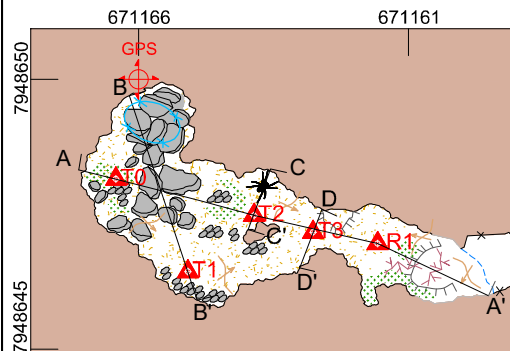 671166 671161
GPS
7948650
B
A
C
T0
D
T2
C'
T3
R1
T1
D'
B'
A'
7948645